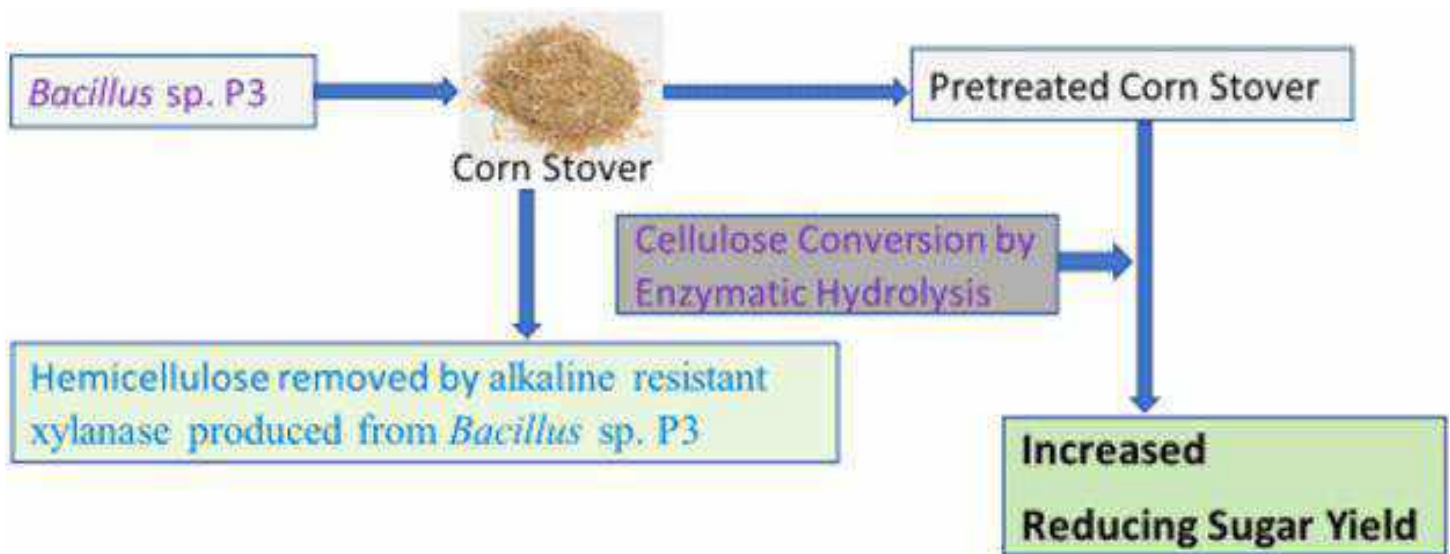 Bacillus sp. P3
Corn Stover
Pretreated Corn Stover
Cellulose Conversion by
Enzymatic Hydrolysis
Hemicellulose removed by alkaline resistant
xylanase produced from Bacillus sp. P3
Increased
Reducing Sugar Yield